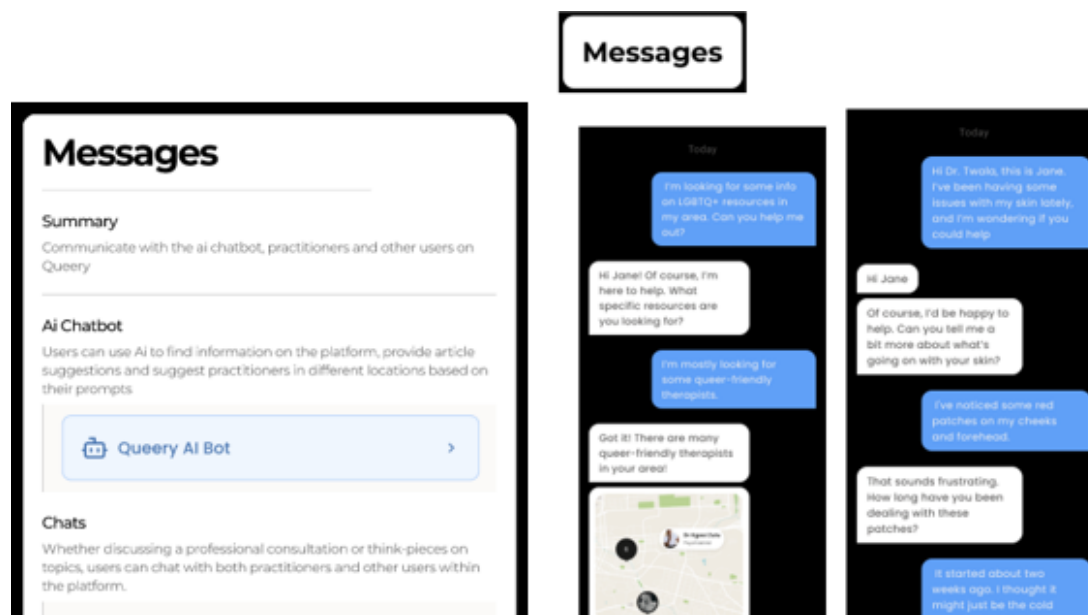 Messages
Messages
Summary
Communicate with the ai chatbot, practitioners and other users on
Queery
Ai Chatbot
Users can use Ai to find information on the platform, provide article
suggestions and suggest practitioners in different locations based on
their prompts
Queery AI Bot
Chats
Whether discussing a professional consultation or think-pieces on
topics, users can chat with both practitioners and other users within
the platform.
Today
I'm looking for some info
on LGBTQ+ resources in
my area. Can you help me
out?
Hi Jane! Of course, I'm
here to help. What
specific resources are
you looking for?
I'm mostly looking for
some queer-friendly
therapists.
Got it! There are many
queer-friendly therapists
in your area!
Today
Hi Dr. Twala, this is Jane.
I've been having some
issues with my skin lately,
and I'm wondering if you
could help
Hi Jane
Of course, I'd be happy to
help. Can you tell me a
bit more about what's
going on with your skin?
I've noticed some red
patches on my cheeks
and forehead.
That sounds frustrating.
How long have you been
dealing with these
patches?
It started about two
weeks ago. I thought it
might just be the cold